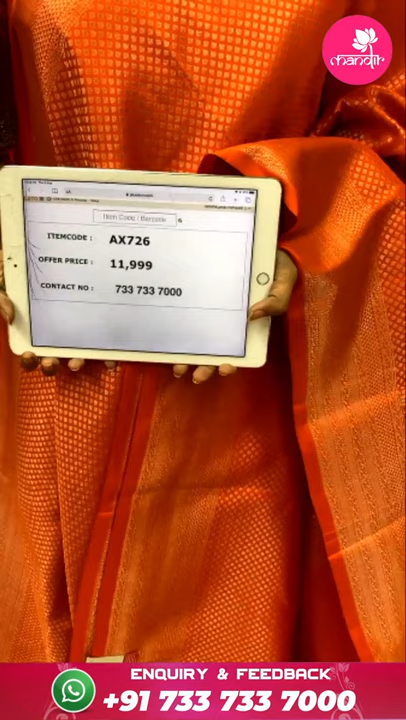 mandir
Item Code / Barcode
ITEMCODE : AX726
OFFER PRICE : 11,999
CONTACT NO : 733 733 7000
ENQUIRY & FEEDBACK
+91 733 733 7000